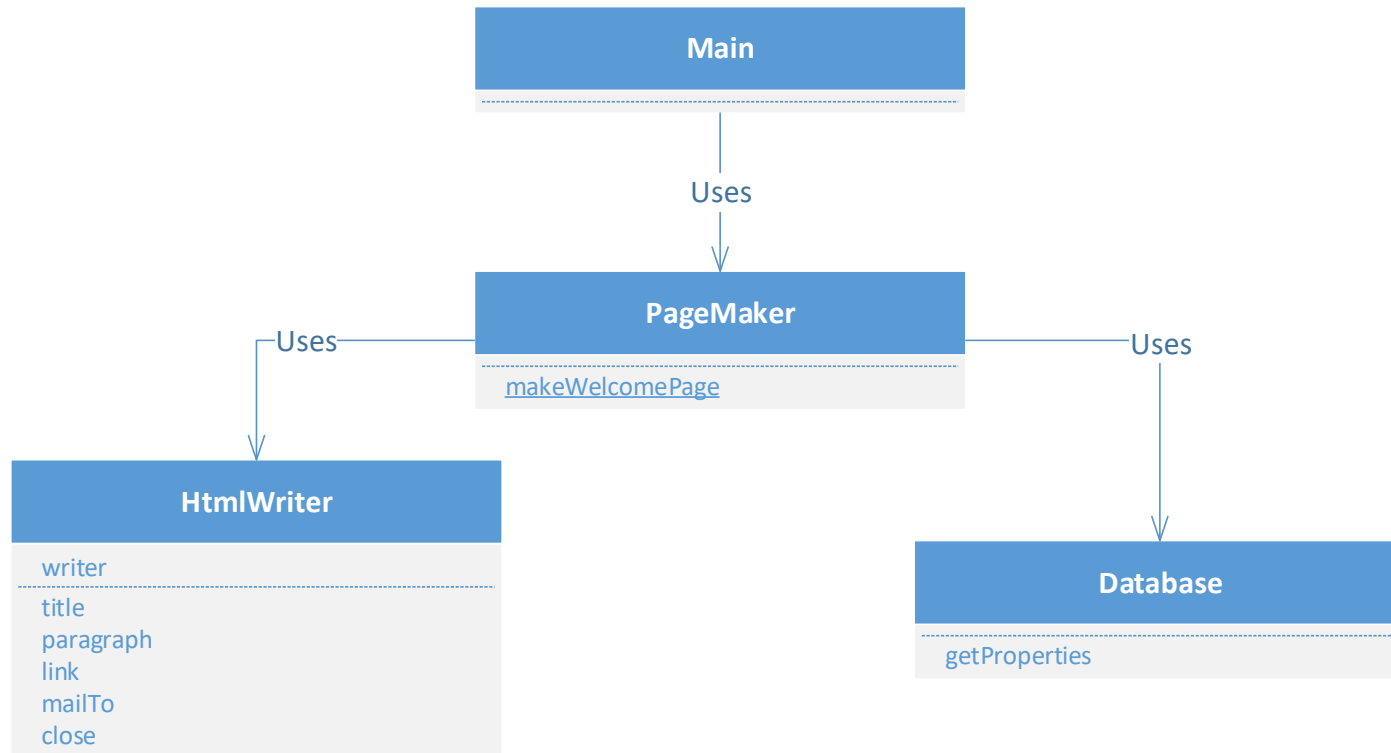 Main
Uses
PageMaker
makeWelcomePage
Uses
Uses
HtmlWriter
writer
title
paragraph
link
mailTo
close
Database
getProperties